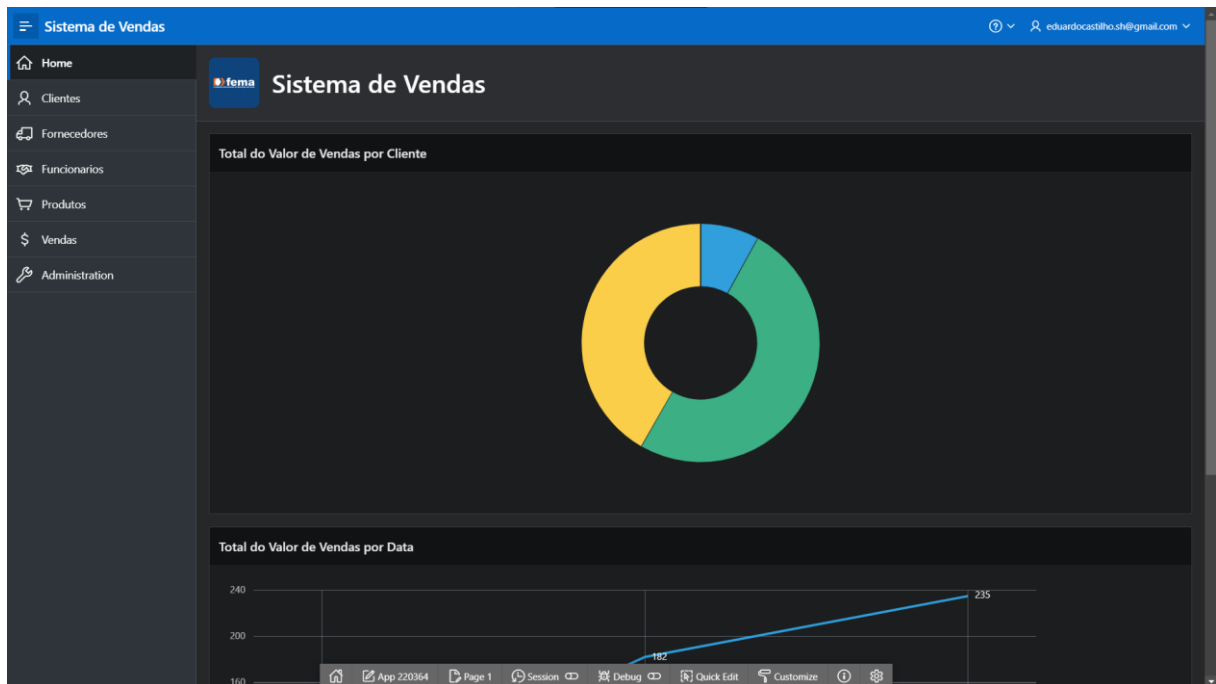 Sistema de Vendas
eduardocastilho.sh@gmail.com
Home
Clientes
Fornecedores
Funcionarios
Produtos
Vendas
Administration
fema
Sistema de Vendas
Total do Valor de Vendas por Cliente
Total do Valor de Vendas por Data
240
235
200
182
160
App 220364 Page 1 Session Debug Quick Edit Customize